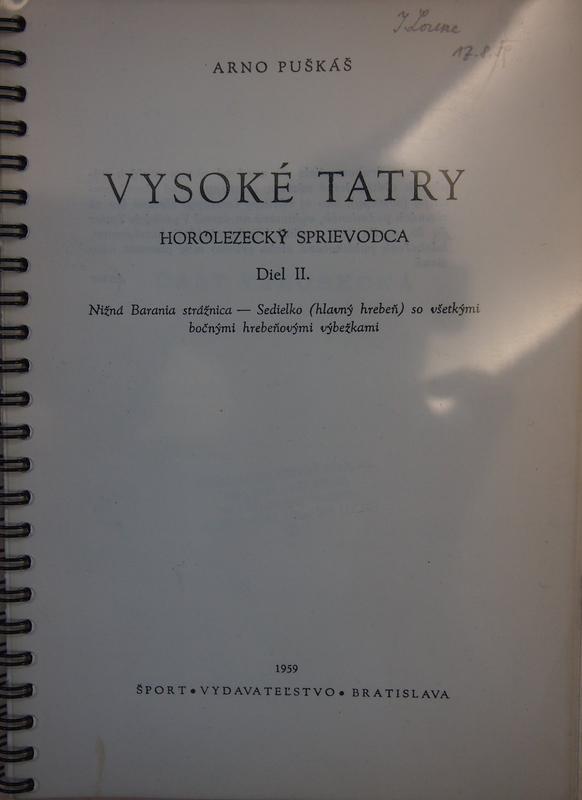 ARNO PUŠKÁŠ
VYSOKÉ TATRY
HOROLEZECKÝ SPRIEVODCA
Diel II.
Nižná Barania strážnica — Sedielko (hlavný hrebeň) so všetkými
bočnými hrebeňovými výbežkami
1959
ŠPORT • VYDAVATEĽSTVO • BRATISLAVA